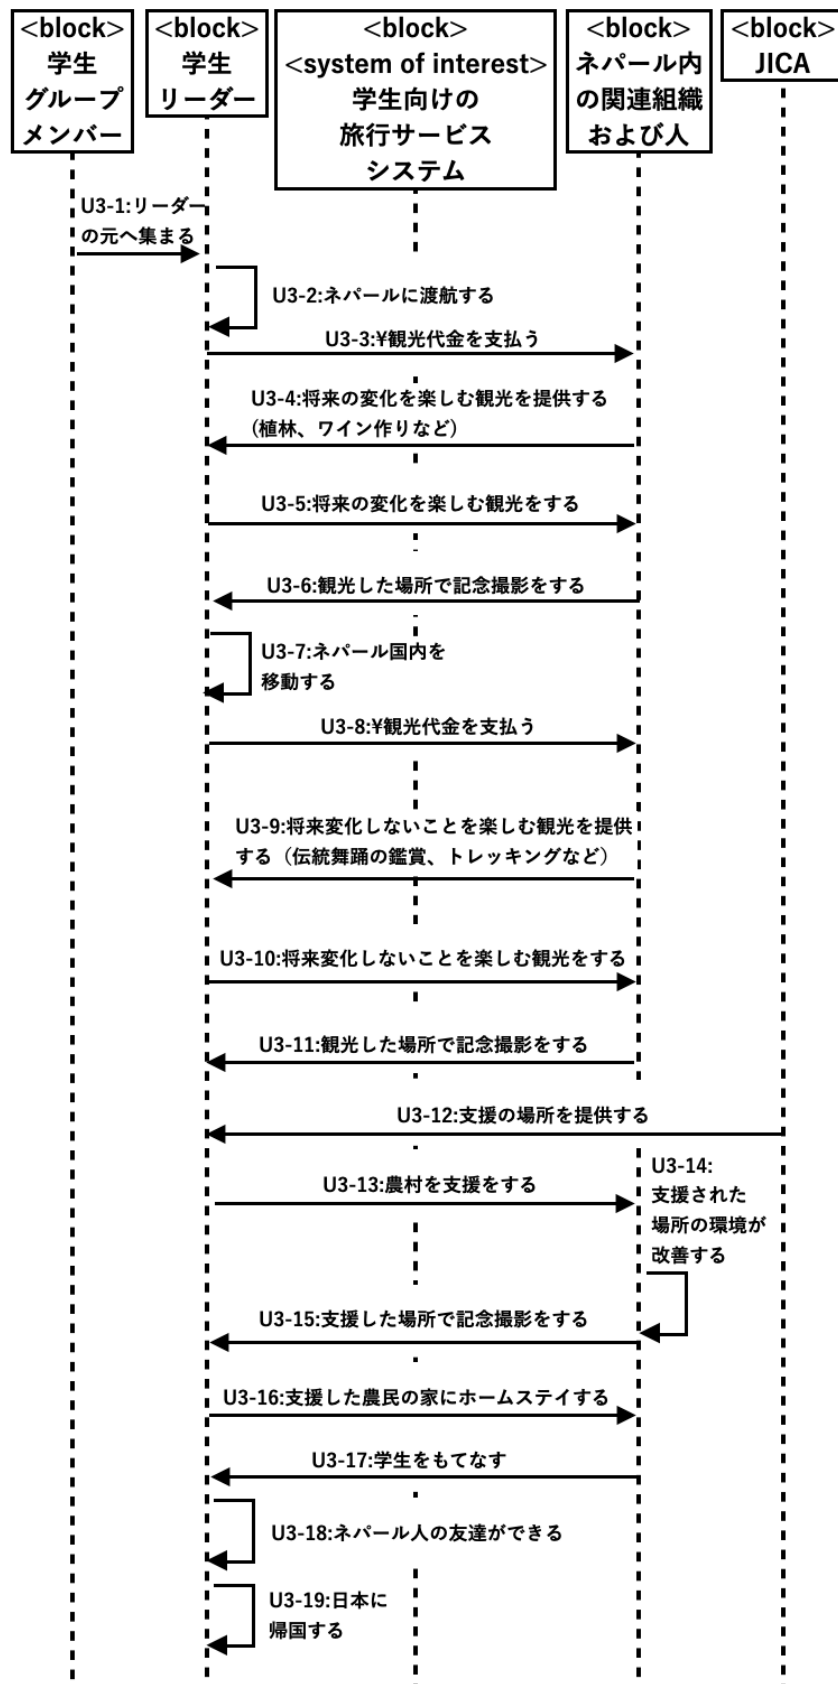 <block>
学生
グループ
メンバー
<block>
学生
リーダー
<block>
<system of interest>
学生向けの
旅行サービス
システム
<block>
ネパール内
の関連組織
および人
<block>
JICA
U3-1:リーダー
の元へ集まる
U3-2:ネパールに渡航する
U3-3:¥観光代金を支払う
U3-4:将来の変化を楽しむ観光を提供する
(植林、ワイン作りなど)
U3-5:将来の変化を楽しむ観光をする
U3-6:観光した場所で記念撮影をする
U3-7:ネパール国内を
移動する
U3-8:¥観光代金を支払う
U3-9:将来変化しないことを楽しむ観光を提供
する（伝統舞踊の鑑賞、トレッキングなど）
U3-10:将来変化しないことを楽しむ観光をする
U3-11:観光した場所で記念撮影をする
U3-12:支援の場所を提供する
U3-13:農村を支援をする
U3-14:
支援された
場所の環境が
改善する
U3-15:支援した場所で記念撮影をする
U3-16:支援した農民の家にホームステイする
U3-17:学生をもてなす
U3-18:ネパール人の友達ができる
U3-19:日本に
帰国する